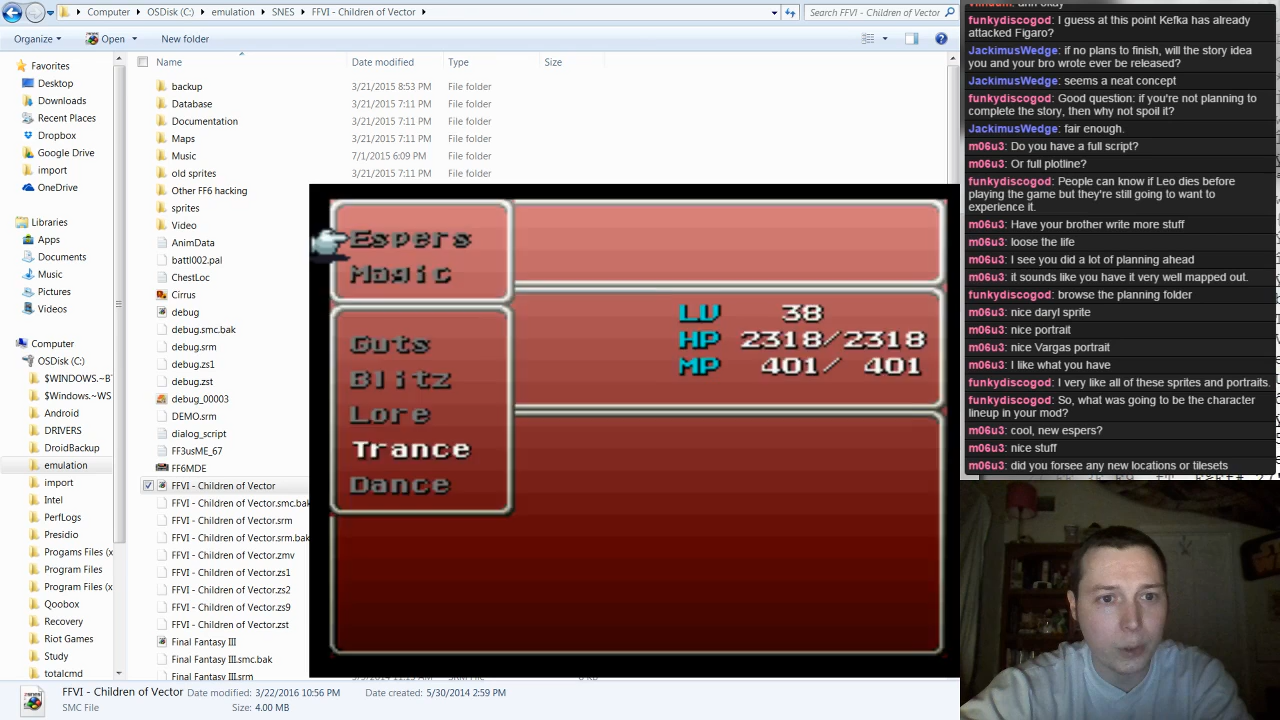 Computer ▸ OSDisk (C:) ▸ emulation ▸ SNES ▸ FFVI - Children of Vector ▸
Search FFVI - Children of Vector
Organize
Open
New folder
Name
Date modified
Type
Size
Favorites
Desktop
Downloads
Recent Places
Dropbox
Google Drive
import
OneDrive
Libraries
Apps
Documents
Music
Pictures
Videos
Computer
OSDisk (C:)
$WINDOWS.~B
$Windows.~WS
Android
DRIVERS
DroidBackup
emulation
import
Intel
PerfLogs
Presidio
Progams Files (x
Program Files
Program Files (x
Qoobox
Recovery
Riot Games
Study
totalcmd
backup 3/21/2015 8:53 PM File folder
Database 3/21/2015 7:11 PM File folder
Documentation 3/21/2015 7:11 PM File folder
Maps 3/21/2015 7:11 PM File folder
Music 7/1/2015 6:09 PM File folder
old sprites 3/21/2015 7:11 PM File folder
Other FF6 hacking
sprites
Video
AnimData
battl002.pal
ChestLoc
Cirrus
debug
debug.smc.bak
debug.srm
debug.zs1
debug.zst
debug_00003
DEMO.srm
dialog_script
FF3usME_67
FF6MDE
FFVI - Children of Vector
FFVI - Children of Vector.smc.bak
FFVI - Children of Vector.srm
FFVI - Children of Vector.srm.bak
FFVI - Children of Vector.zmv
FFVI - Children of Vector.zs1
FFVI - Children of Vector.zs2
FFVI - Children of Vector.zs9
FFVI - Children of Vector.zst
Final Fantasy III
Final Fantasy III.smc.bak
Espers
Magic
Guts
Blitz
Lore
Trance
Dance
LV 38
HP 2318/2318
MP 401/ 401
FFVI - Children of Vector Date modified: 3/22/2016 10:56 PM Date created: 5/30/2014 2:59 PM
SMC File Size: 4.00 MB
funkydiscogod: I guess at this point Kefka has already
attacked Figaro?
JackimusWedge: if no plans to finish, will the story idea
you and your bro wrote ever be released?
JackimusWedge: seems a neat concept
funkydiscogod: Good question: if you're not planning to
complete the story, then why not spoil it?
JackimusWedge: fair enough.
m06u3: Do you have a full script?
m06u3: Or full plotline?
funkydiscogod: People can know if Leo dies before
playing the game but they're still going to want to
experience it.
m06u3: Have your brother write more stuff
m06u3: loose the life
m06u3: I see you did a lot of planning ahead
m06u3: it sounds like you have it very well mapped out.
funkydiscogod: browse the planning folder
m06u3: nice daryl sprite
m06u3: nice portrait
m06u3: nice Vargas portrait
m06u3: I like what you have
funkydiscogod: I very like all of these sprites and portraits.
funkydiscogod: So, what was going to be the character
lineup in your mod?
m06u3: cool, new espers?
m06u3: nice stuff
m06u3: did you forsee any new locations or tilesets